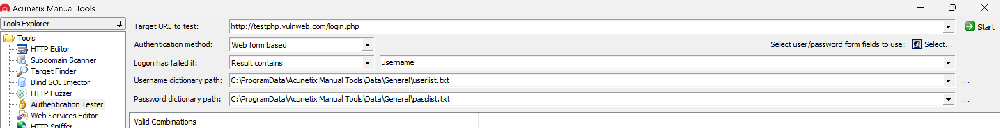 Acunetix Manual Tools
Tools Explorer
Tools
HTTP Editor
Subdomain Scanner
Target Finder
Blind SQL Injector
HTTP Fuzzer
Authentication Tester
Web Services Editor
HTTP Sniffer
Target URL to test: http://testphp.vulnweb.com/login.php Start
Authentication method: Web form based Select user/password form fields to use: Select...
Logon has failed if: Result contains username
Username dictionary path: C:\ProgramData\Acunetix Manual Tools\Data\General\userlist.txt ...
Password dictionary path: C:\ProgramData\Acunetix Manual Tools\Data\General\passlist.txt ...
Valid Combinations